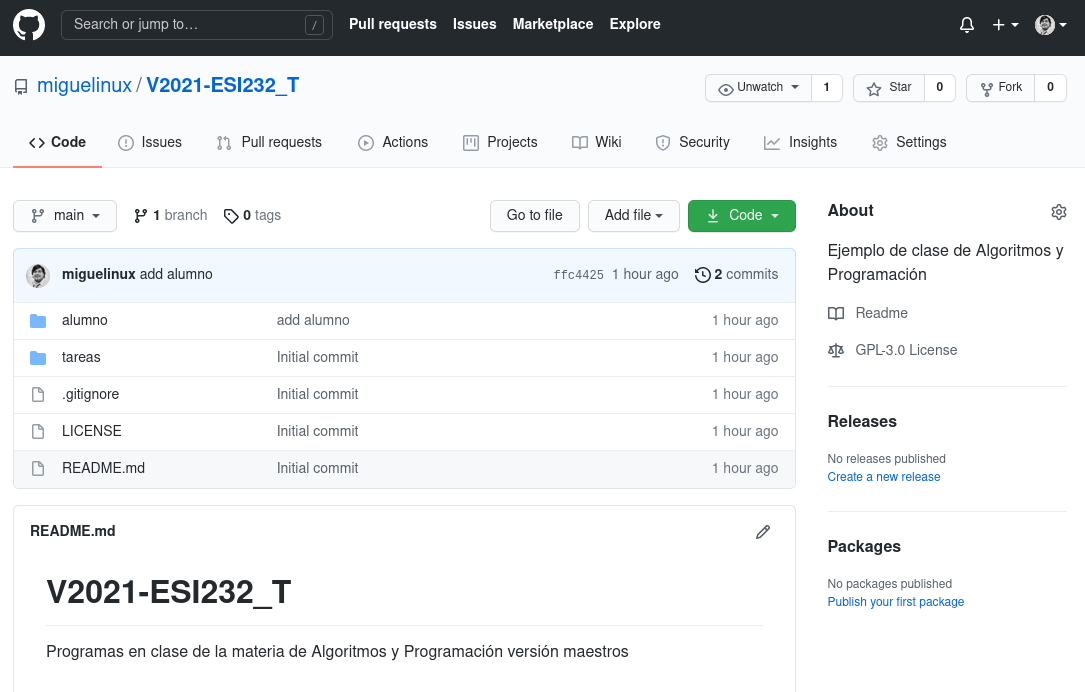 Search or jump to… / Pull requests Issues Marketplace Explore
miguelinux / V2021-ESI232_T Unwatch 1 Star 0 Fork 0
Code Issues Pull requests Actions Projects Wiki Security Insights Settings
main 1 branch 0 tags Go to file Add file Code
miguelinux add alumno ffc4425 1 hour ago 2 commits
alumno add alumno 1 hour ago
tareas Initial commit 1 hour ago
.gitignore Initial commit 1 hour ago
LICENSE Initial commit 1 hour ago
README.md Initial commit 1 hour ago
README.md
V2021-ESI232_T
Programas en clase de la materia de Algoritmos y Programación versión maestros
About
Ejemplo de clase de Algoritmos y
Programación
Readme
GPL-3.0 License
Releases
No releases published
Create a new release
Packages
No packages published
Publish your first package